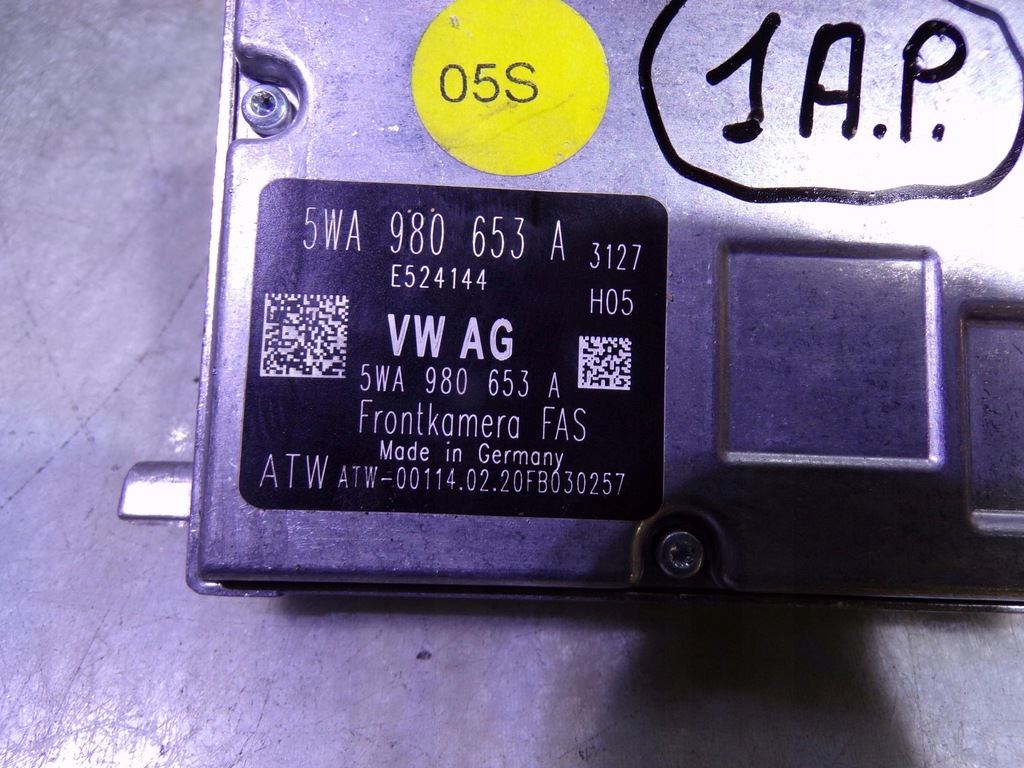 05S
1A.P.
5WA 980 653 A 3127
E524144
H05
VW AG
5WA 980 653 A
Frontkamera FAS
Made in Germany
ATW ATW-00114.02.20FB030257